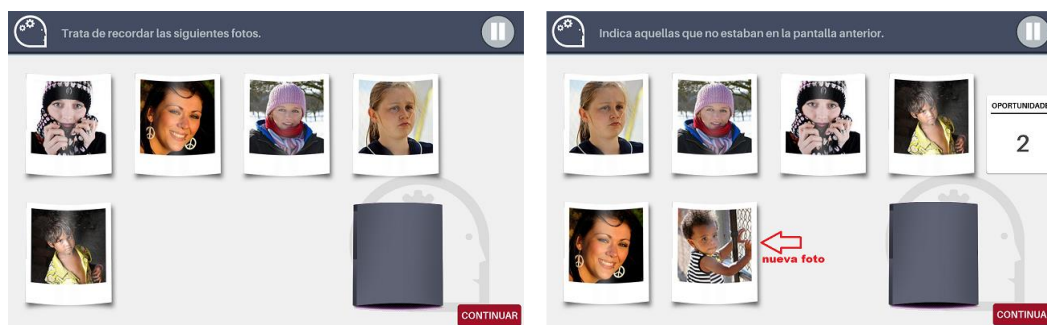 Trata de recordar las siguientes fotos.
CONTINUAR
Indica aquellas que no estaban en la pantalla anterior.
OPORTUNIDADE
2
nueva foto
CONTINUA